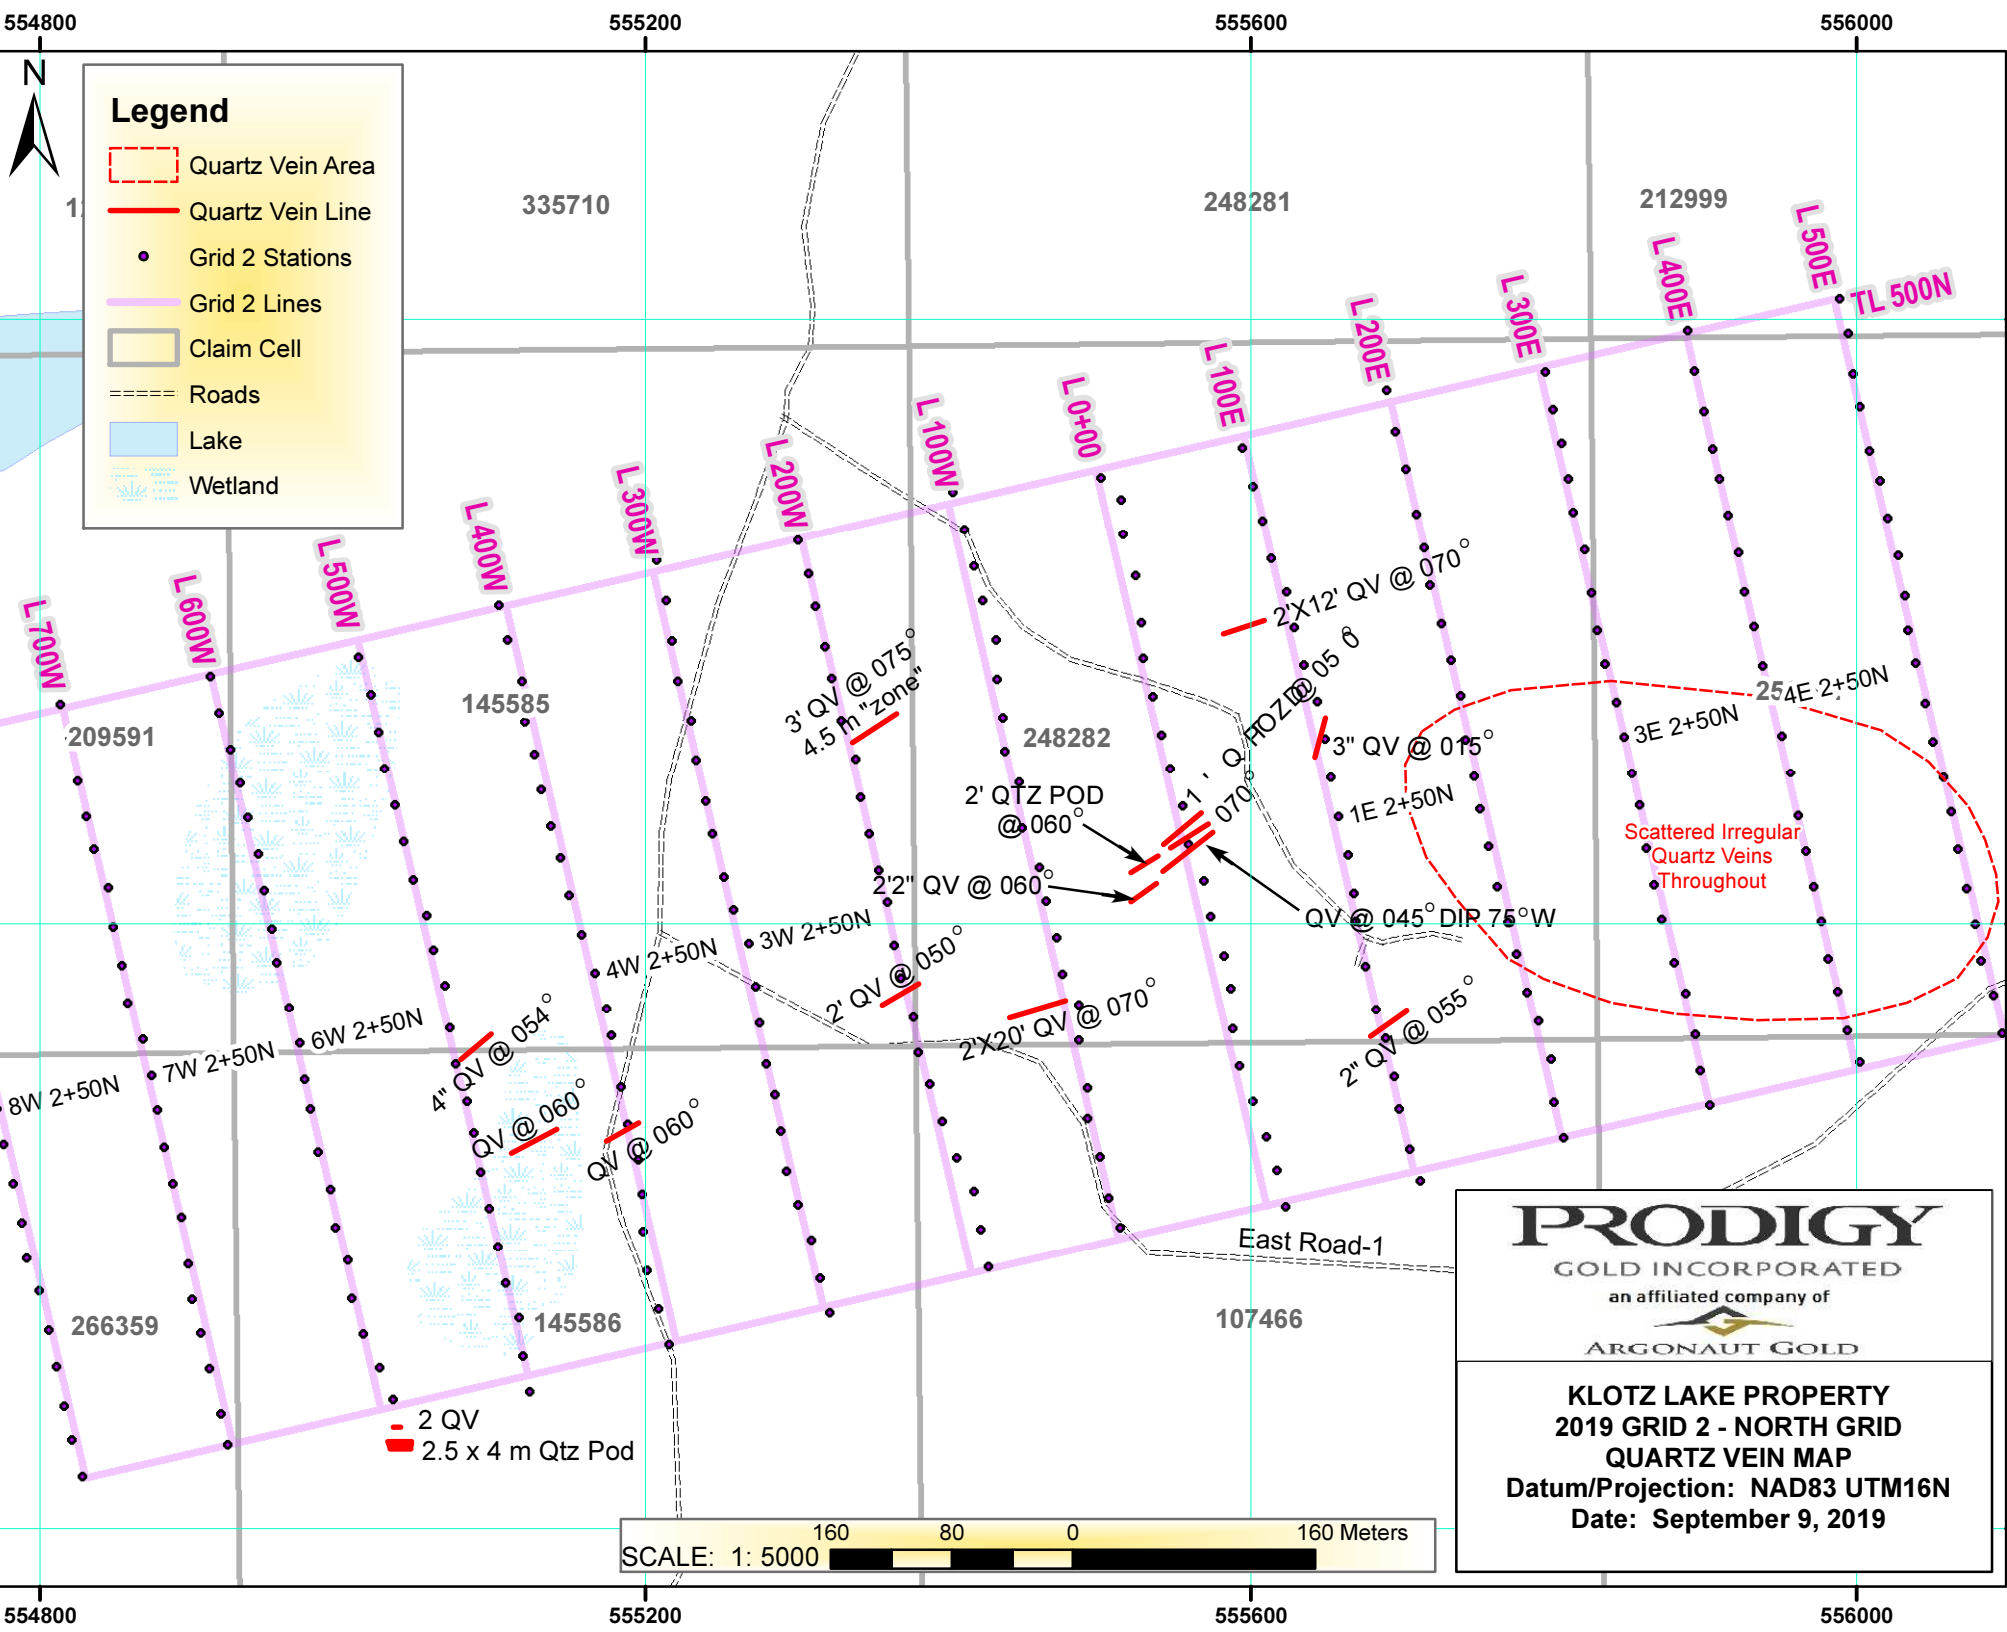 554800
555200
555600
556000
N
Legend
Quartz Vein Area
Quartz Vein Line
Grid 2 Stations
Grid 2 Lines
Claim Cell
Roads
Lake
Wetland
335710
248281
212999
L 500E
TL 500N
L 400E
L 300E
L 200E
L 100E
L 0+00
L 100W
L 200W
L 300W
L 400W
L 500W
L 600W
L 700W
209591
145585
248282
2'X12' QV @ 070°
3' QV @ 075°
4.5 m "zone"
3" QV @ 015°
4E 2+50N
3E 2+50N
1E 2+50N
2' QTZ POD
@ 060°
070°
2'2" QV @ 060°
QV @ 045° DIP 75° W
Scattered Irregular
Quartz Veins
Throughout
3W 2+50N
4W 2+50N
6W 2+50N
7W 2+50N
8W 2+50N
2' QV @ 050°
2'X20' QV @ 070°
2" QV @ 055°
4" QV @ 054°
QV @ 060°
QV @ 060°
East Road-1
266359
145586
107466
2 QV
2.5 x 4 m Qtz Pod
PRODIGY
GOLD INCORPORATED
an affiliated company of
ARGONAUT GOLD
KLOTZ LAKE PROPERTY
2019 GRID 2 - NORTH GRID
QUARTZ VEIN MAP
Datum/Projection: NAD83 UTM16N
Date: September 9, 2019
160 80 0 160 Meters
SCALE: 1: 5000
554800
555200
555600
556000